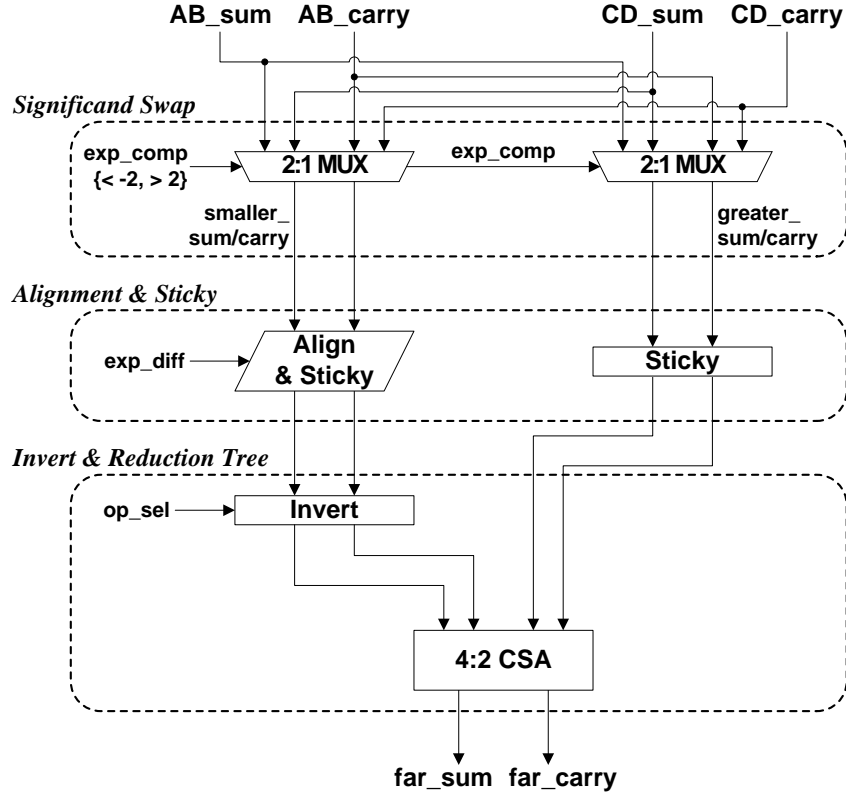 AB_sum AB_carry CD_sum CD_carry
Significand Swap
exp_comp
{< -2, > 2}
2:1 MUX
exp_comp
2:1 MUX
smaller_
sum/carry
greater_
sum/carry
Alignment & Sticky
exp_diff
Align
& Sticky
Sticky
Invert & Reduction Tree
op_sel
Invert
4:2 CSA
far_sum far_carry